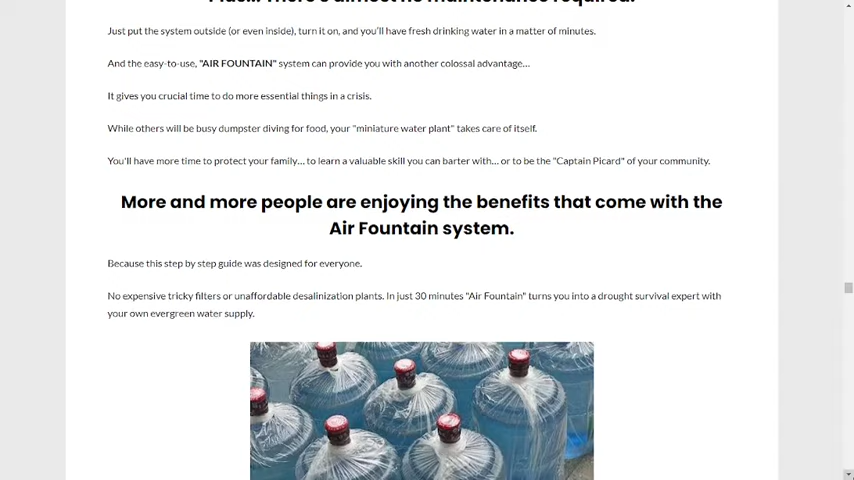 Plus... There's almost no maintenance required.
Just put the system outside (or even inside), turn it on, and you'll have fresh drinking water in a matter of minutes.
And the easy-to-use, "AIR FOUNTAIN" system can provide you with another colossal advantage...
It gives you crucial time to do more essential things in a crisis.
While others will be busy dumpster diving for food, your "miniature water plant" takes care of itself.
You'll have more time to protect your family... to learn a valuable skill you can barter with... or to be the "Captain Picard" of your community.
More and more people are enjoying the benefits that come with the
Air Fountain system.
Because this step by step guide was designed for everyone.
No expensive tricky filters or unaffordable desalinization plants. In just 30 minutes "Air Fountain" turns you into a drought survival expert with
your own evergreen water supply.